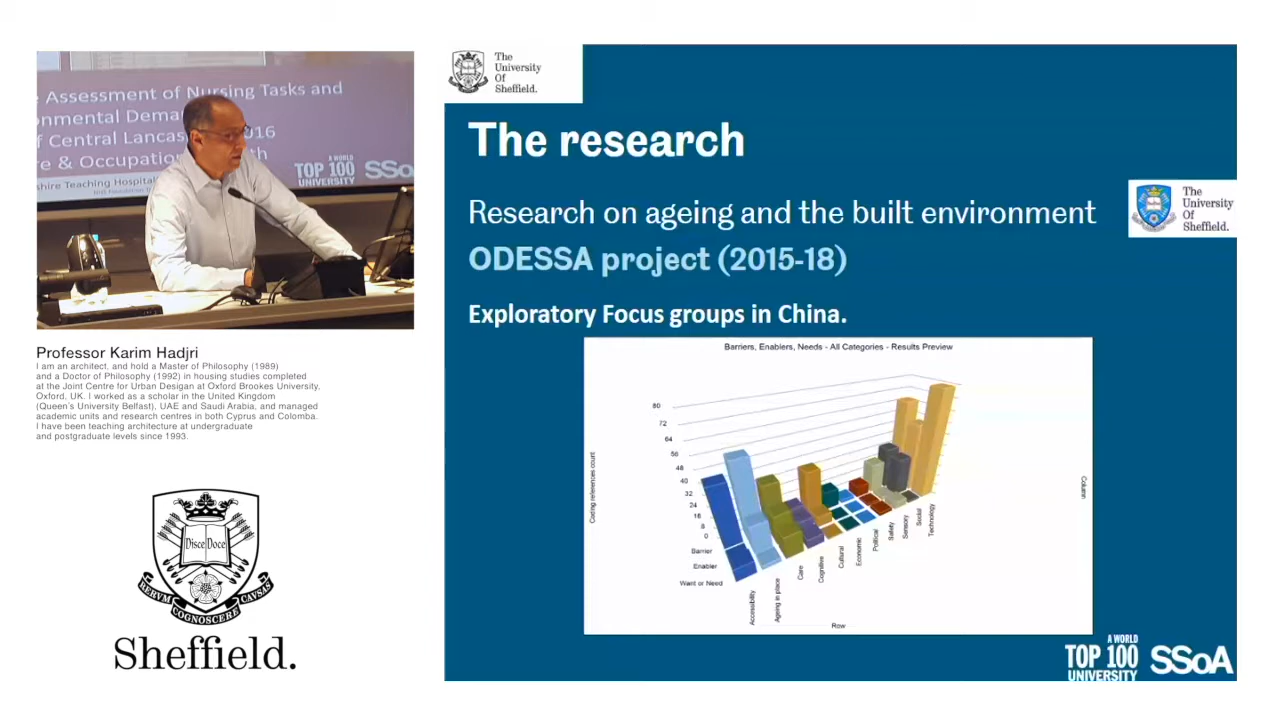 e Assessment of Nursing Tasks and
onmental Dema
f Central Lancas 016
re & Occupation th
shire Teaching Hospital
TOP 100
UNIVERSITY
SSoA
Professor Karim Hadjri
I am an architect, and hold a Master of Philosophy (1989)
and a Doctor of Philosophy (1992) in housing studies completed
at the Joint Centre for Urban Desigan at Oxford Brookes University,
Oxford, UK. I worked as a scholar in the United Kingdom
(Queen's University Belfast), UAE and Saudi Arabia, and managed
academic units and research centres in both Cyprus and Colomba.
I have been teaching architecture at undergraduate
and postgraduate levels since 1993.
Disce Doce
RERVM
COGNOSCERE
CAVSAS
Sheffield.
The
University
Of
Sheffield.
The research
Research on ageing and the built environment
ODESSA project (2015-18)
The
University
Of
Sheffield.
Exploratory Focus groups in China.
Barriers, Enablers, Needs - All Categories - Results Preview
80
72
64
56
48
40
32
24
16
8
0
Coding references count
Column
Barrier
Enabler
Want or Need
Accessibility
Ageing in place
Care
Cognitive
Cultural
Economic
Political
Safety
Sensory
Social
Technology
Row
A WORLD
TOP 100
UNIVERSITY
SSoA